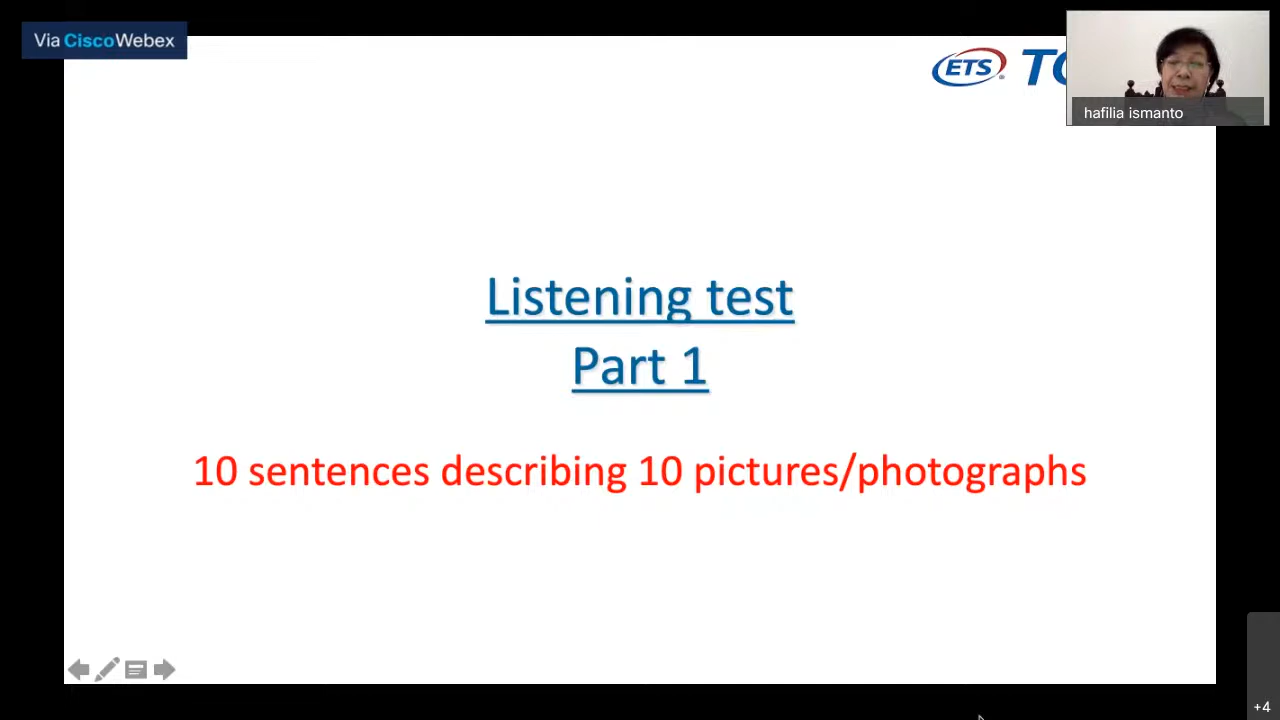 Via CiscoWebex
ETS
hafilia ismanto
Listening test
Part 1
10 sentences describing 10 pictures/photographs
+4